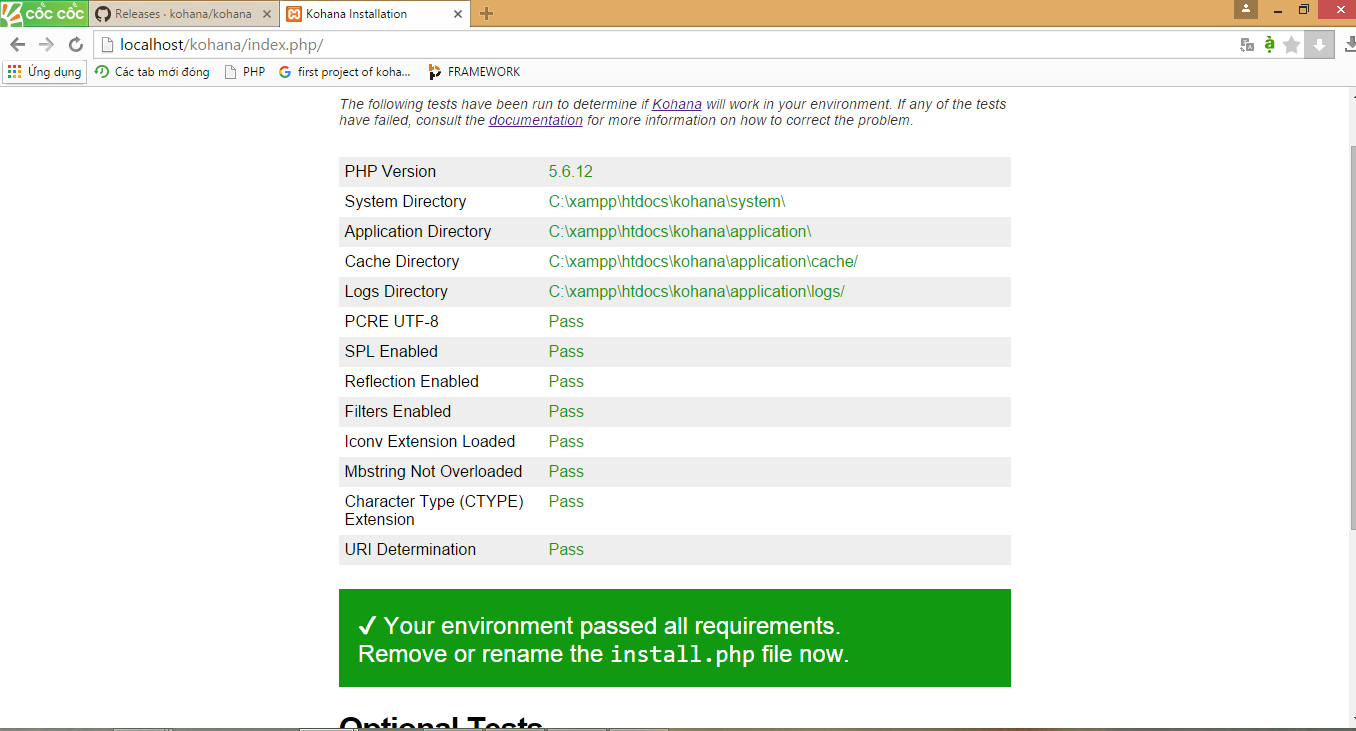 cốc cốc
Releases · kohana/kohana
Kohana Installation
localhost/kohana/index.php/
Ứng dụng
Các tab mới đóng
PHP
first project of koha...
FRAMEWORK
The following tests have been run to determine if Kohana will work in your environment. If any of the tests
have failed, consult the documentation for more information on how to correct the problem.
PHP Version 5.6.12
System Directory C:\xampp\htdocs\kohana\system\
Application Directory C:\xampp\htdocs\kohana\application\
Cache Directory C:\xampp\htdocs\kohana\application\cache/
Logs Directory C:\xampp\htdocs\kohana\application\logs/
PCRE UTF-8 Pass
SPL Enabled Pass
Reflection Enabled Pass
Filters Enabled Pass
Iconv Extension Loaded Pass
Mbstring Not Overloaded Pass
Character Type (CTYPE) Pass
Extension
URI Determination Pass
✓ Your environment passed all requirements.
Remove or rename the install.php file now.
Optional Tests